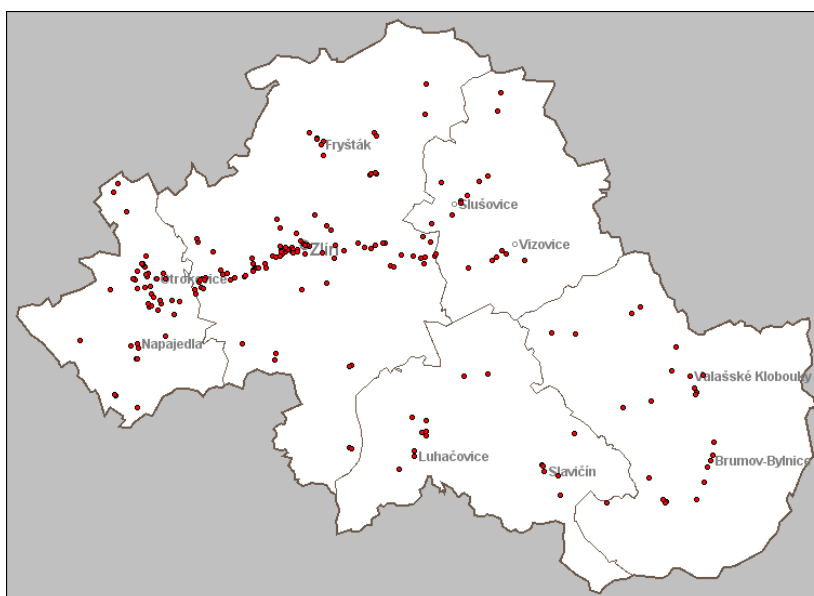 Fryšták
Slušovice
Zlín
Vizovice
Otrokovice
Napajedla
Valašské Klobouky
Luhačovice
Slavičín
Brumov-Bylnice